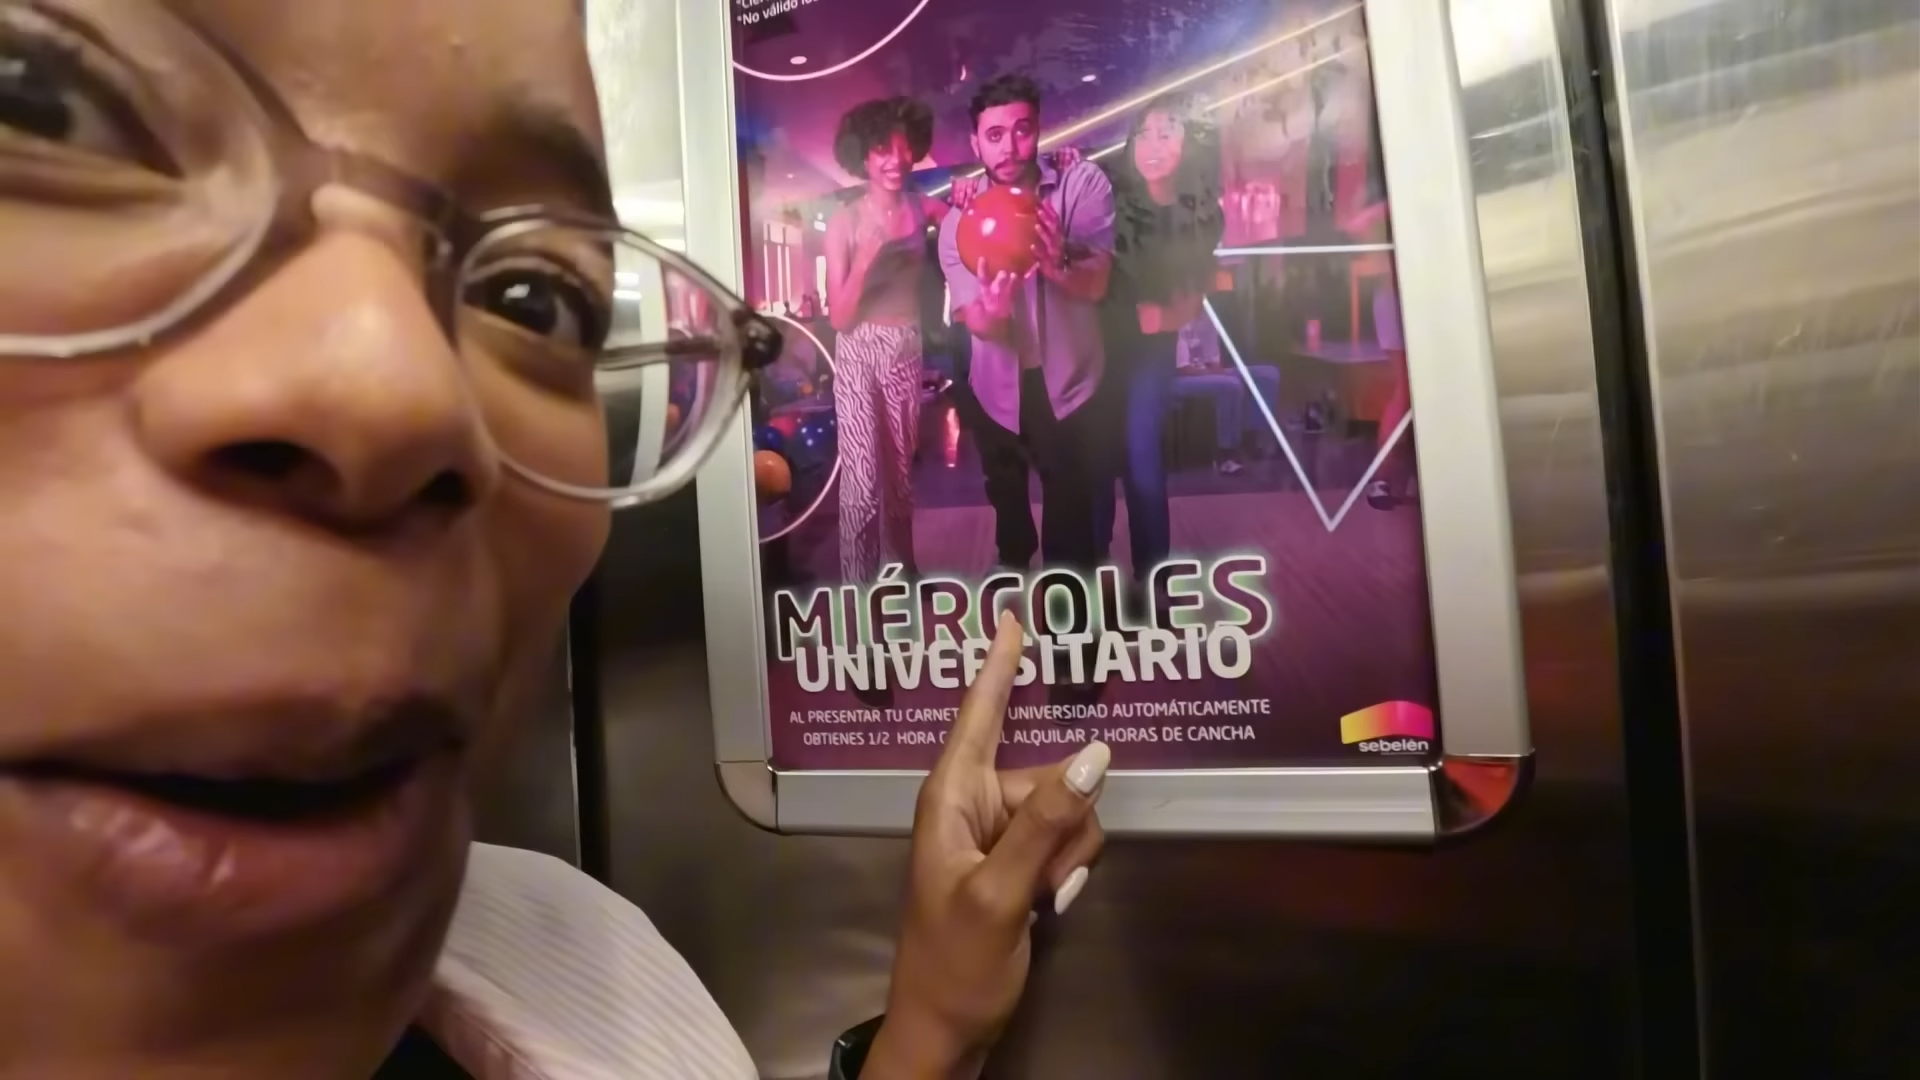 *No válido
MIÉRCOLES
UNIVERSITARIO
AL PRESENTAR TU CARNET UNIVERSIDAD AUTOMÁTICAMENTE
OBTIENES 1/2 HORA ALQUILAR 2 HORAS DE CANCHA
sebelén